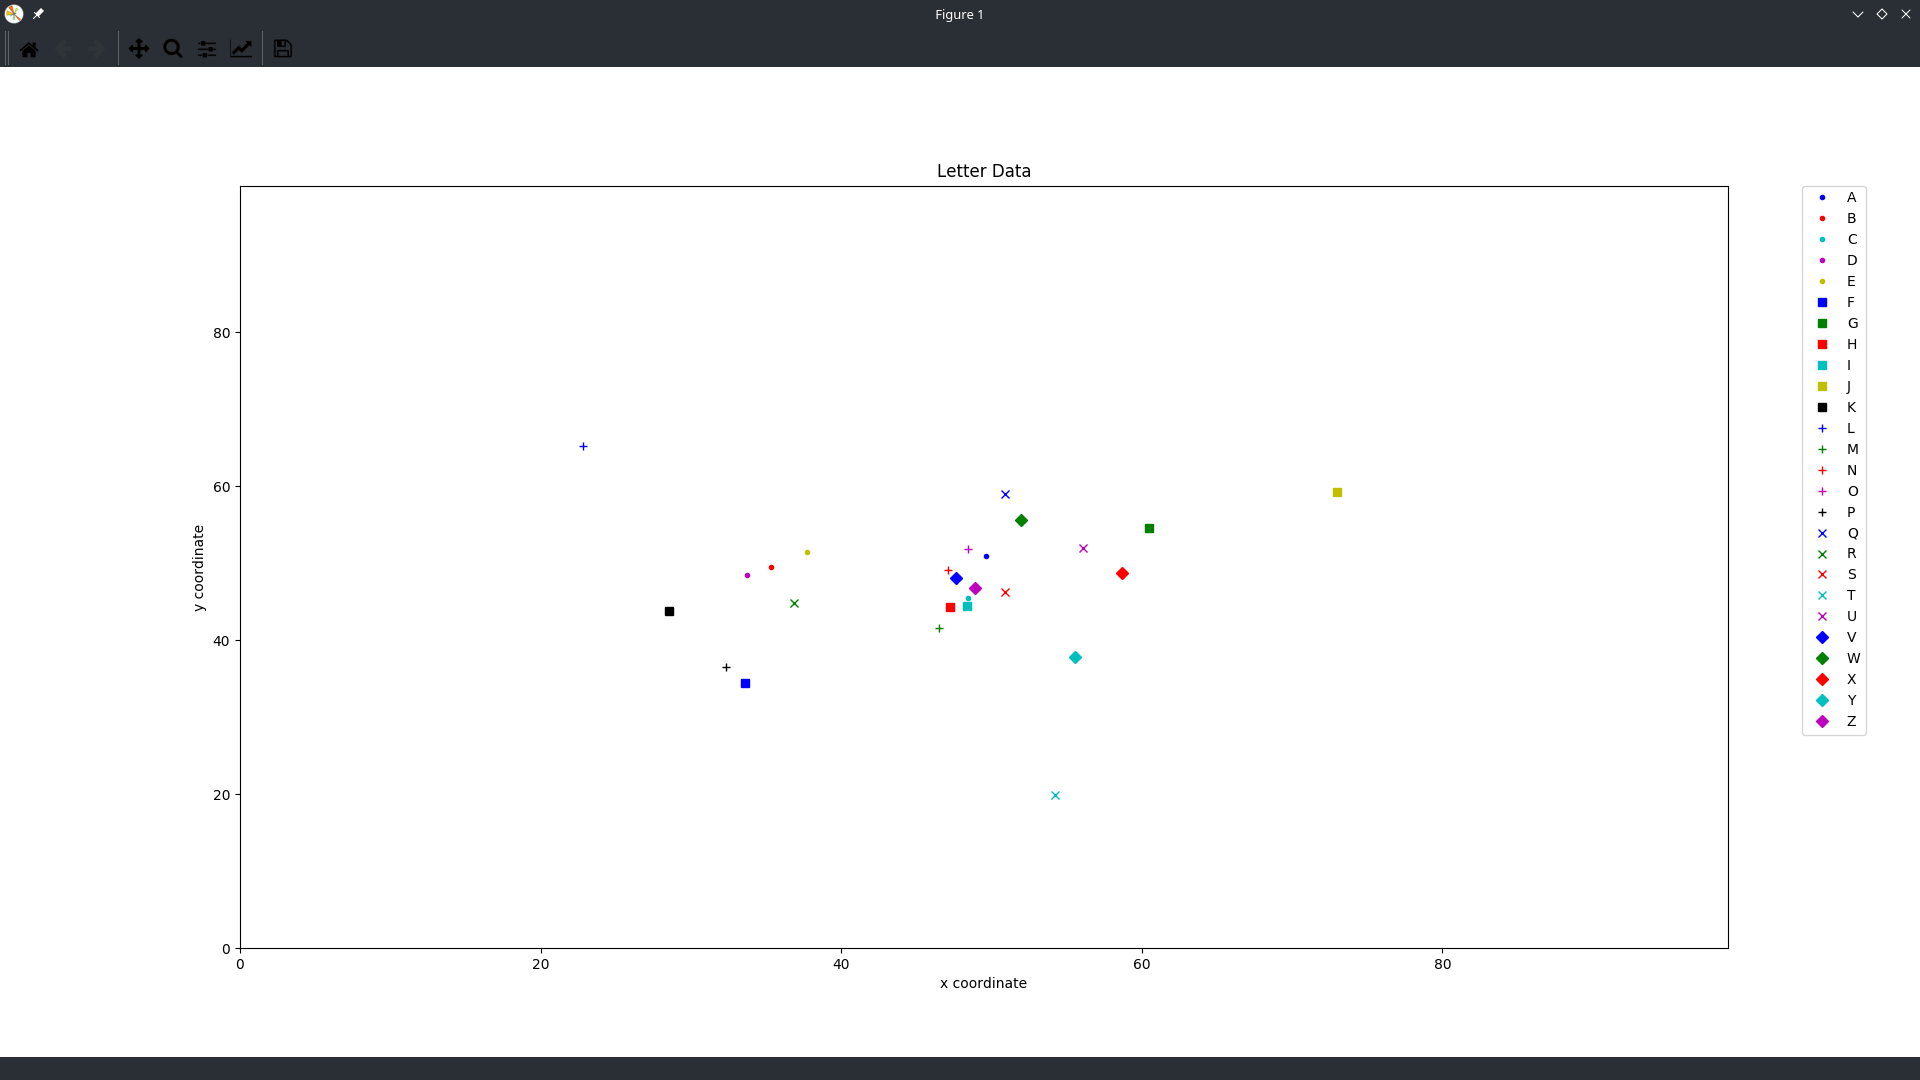 Figure 1
Letter Data
80
60
40
20
0
y coordinate
0 20 40 60 80
x coordinate
A
B
C
D
E
F
G
H
I
J
K
L
M
N
O
P
Q
R
S
T
U
V
W
X
Y
Z